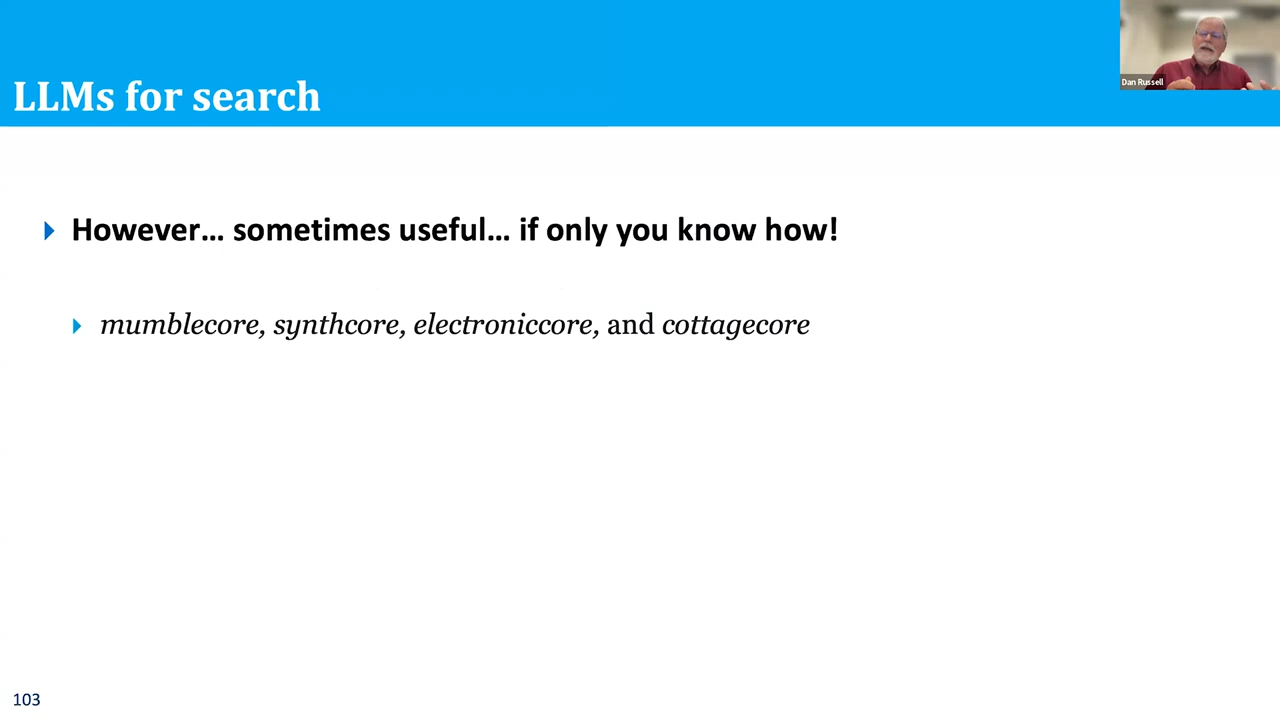 Dan Russell
LLMs for search
However… sometimes useful… if only you know how!
mumblecore, synthcore, electroniccore, and cottagecore
103